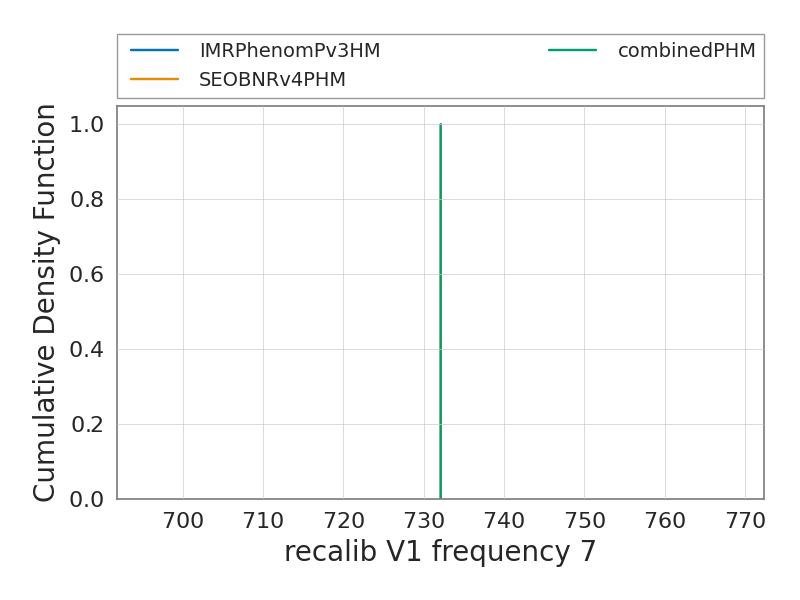 IMRPhenomPv3HM
SEOBNRv4PHM
combinedPHM
Cumulative Density Function
1.0
0.8
0.6
0.4
0.2
0.0
700 710 720 730 740 750 760 770
recalib V1 frequency 7